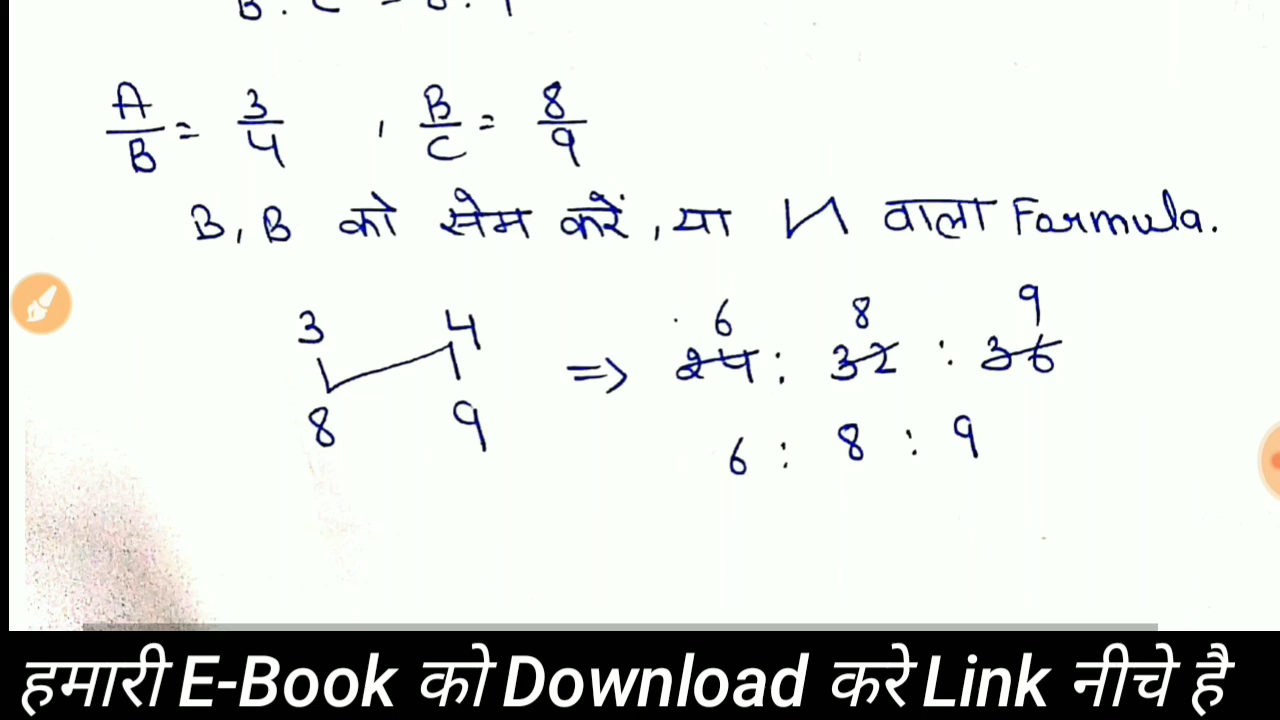 A/B = 3/4 , B/C = 8/9
B, B को सेम करें, या И वाला Formula.
3 4 => 24 : 32 : 36
8 9
6 8 9
6 : 8 : 9
हमारी E-Book को Download करे Link नीचे है